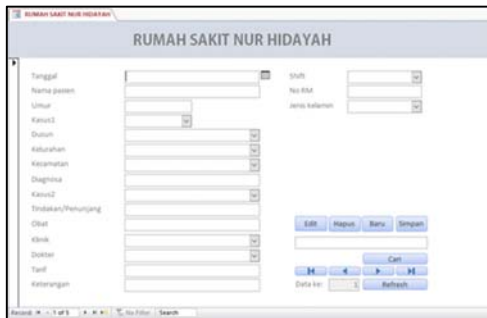 RUMAH SAKIT NUR HIDAYAH
RUMAH SAKIT NUR HIDAYAH
Tanggal
Nama pasien
Umur
Kasus1
Dusun
Kelurahan
Kecamatan
Diagnosa
Kasus2
Tindakan/Penunjang
Obat
Klinik
Dokter
Tarif
Keterangan
Shift
No RM
Jenis kelamin
Edit Hapus Baru Simpan
Cari
Data ke: 1 Refresh
Record: 1 of 5 No Filter Search